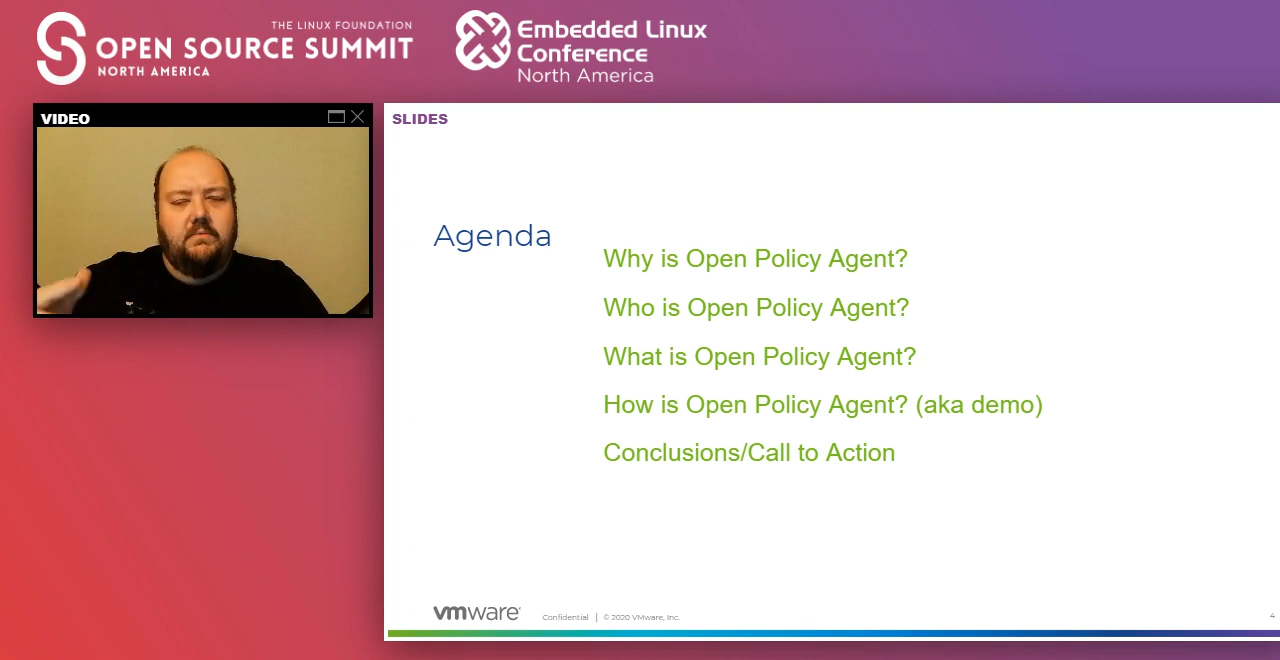 THE LINUX FOUNDATION
OPEN SOURCE SUMMIT
NORTH AMERICA
Embedded Linux
Conference
North America
VIDEO
SLIDES
Agenda
Why is Open Policy Agent?
Who is Open Policy Agent?
What is Open Policy Agent?
How is Open Policy Agent? (aka demo)
Conclusions/Call to Action
vmware
Confidential | © 2020 VMware, Inc.
4